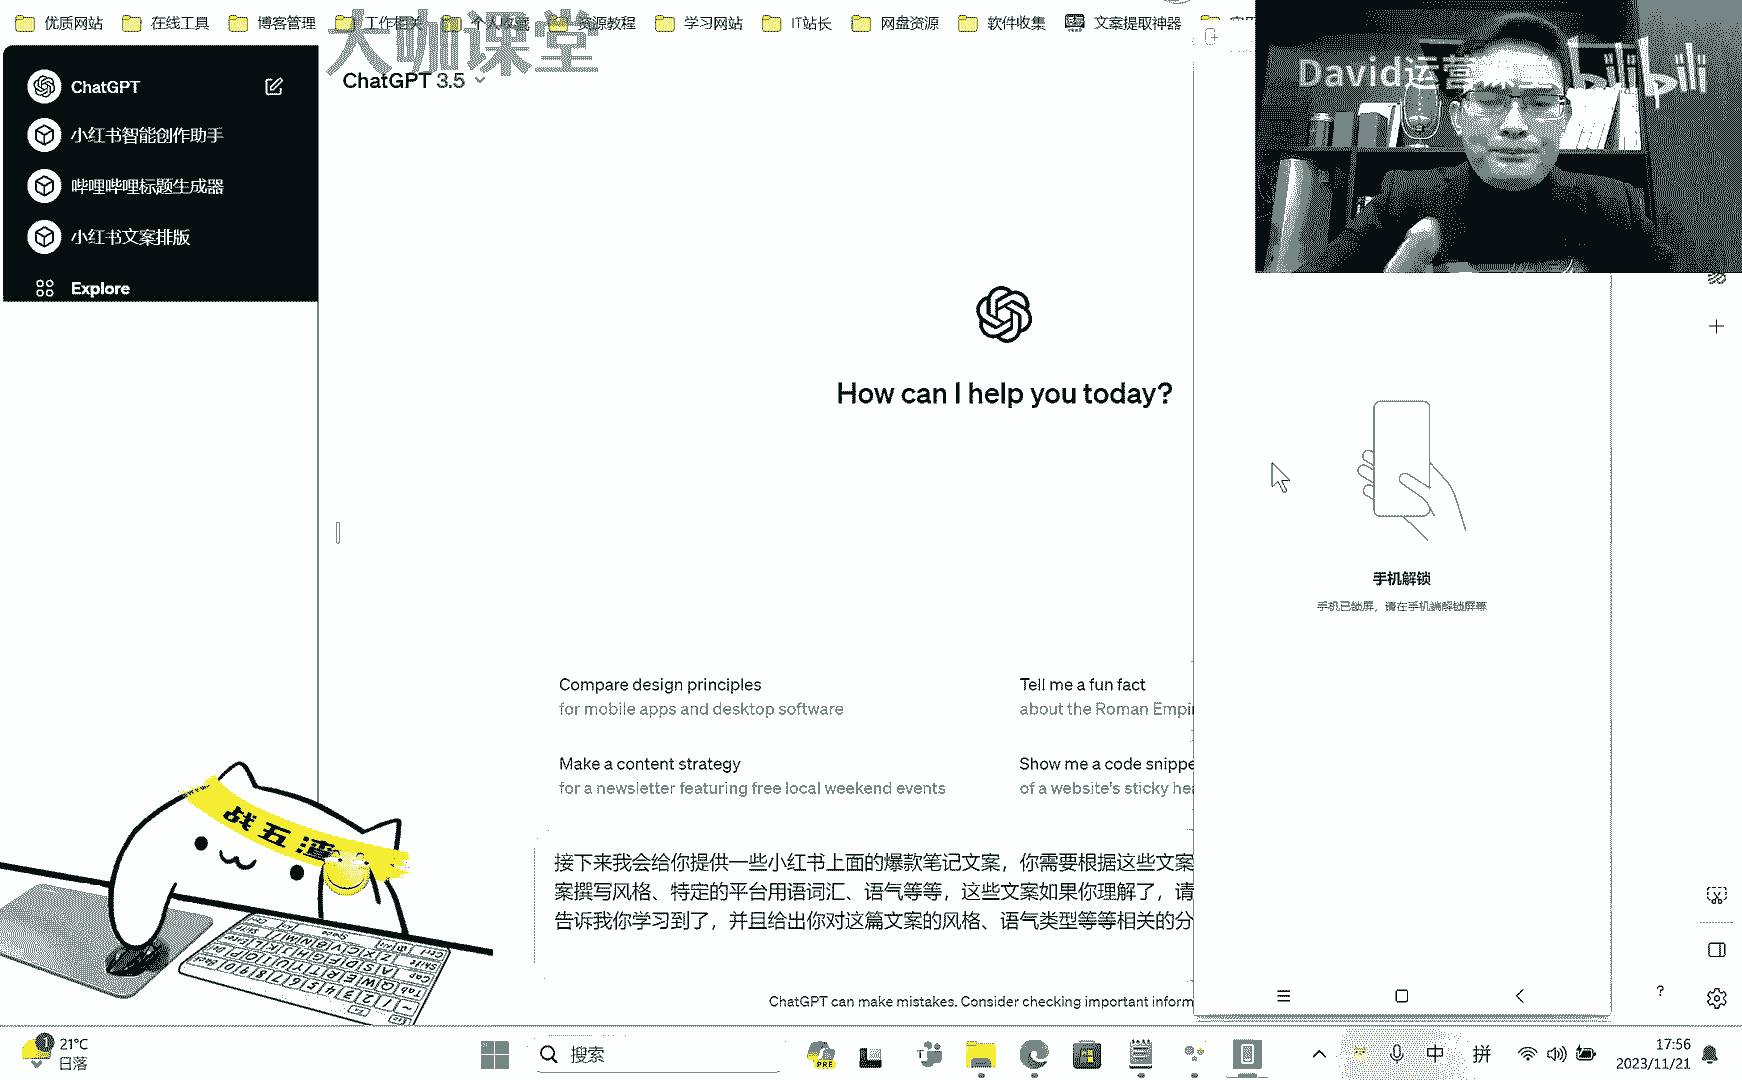 优质网站
在线工具
博客管理
工作相关
个人收藏
资源教程
学习网站
IT站长
网盘资源
软件收集
文案提取神器
大咖课堂
ChatGPT
小红书智能创作助手
哔哩哔哩标题生成器
小红书文案排版
Explore
ChatGPT 3.5
David运营课堂
bilibili
How can I help you today?
手机解锁
手机已锁屏，请在手机端解锁屏幕
Compare design principles
for mobile apps and desktop software
Tell me a fun fact
about the Roman Empi
Make a content strategy
for a newsletter featuring free local weekend events
Show me a code snippe
of a website's sticky hea
接下来我会给你提供一些小红书上面的爆款笔记文案，你需要根据这些文案
案撰写风格、特定的平台用语词汇、语气等等，这些文案如果你理解了，请
告诉我你学习到了，并且给出你对这篇文案的风格、语气类型等等相关的分
ChatGPT can make mistakes. Consider checking important inform
战五渣
21°C
日落
搜索
PRE
中
拼
17:56
2023/11/21